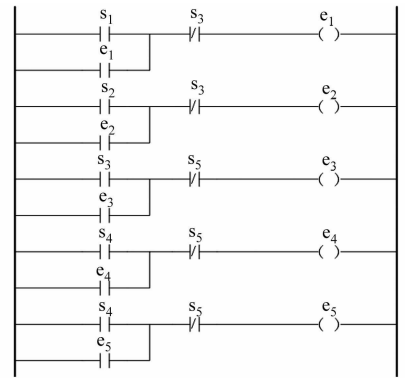 s₁ s₃ e₁
e₁
s₂ s₃ e₂
e₂
s₃ s₅ e₃
e₃
s₄ s₅ e₄
e₄
s₄ s₅ e₅
e₅